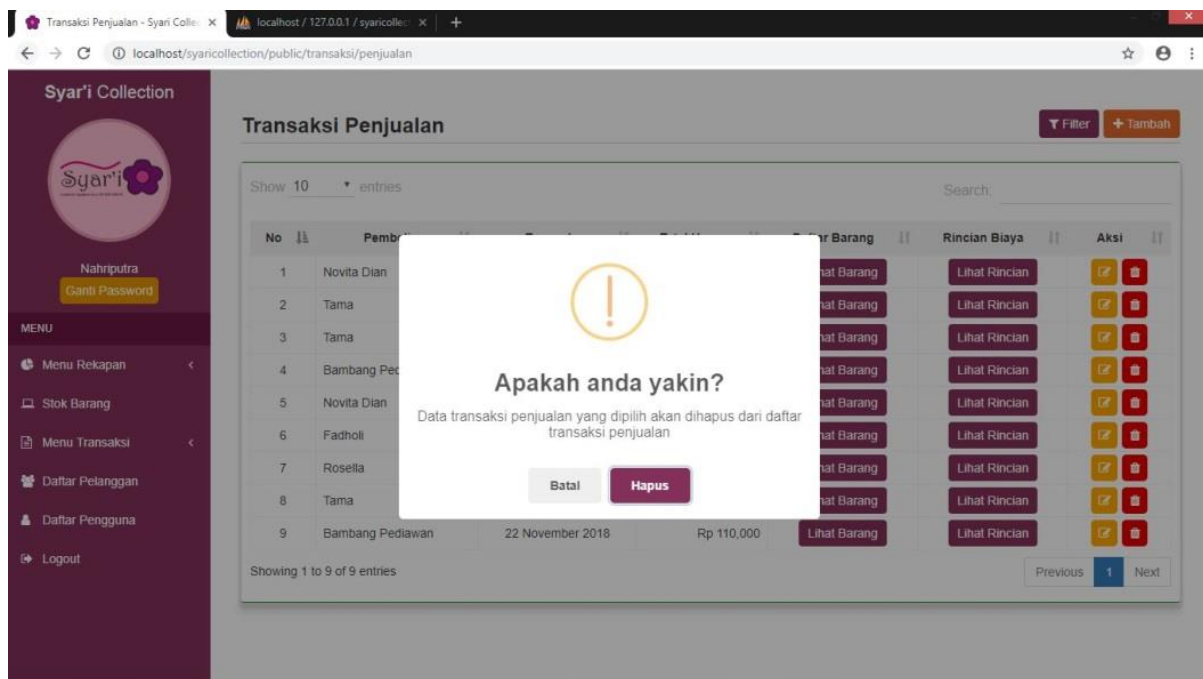 Transaksi Penjualan - Syari Collec
localhost / 127.0.0.1 / syaricollec
localhost/syaricollection/public/transaksi/penjualan
Syar'i Collection
Syar'i
Nahriputra
Ganti Password
MENU
Menu Rekapan
Stok Barang
Menu Transaksi
Daftar Pelanggan
Daftar Pengguna
Logout
Transaksi Penjualan
Filter
Tambah
Show 10 entries
Search:
No Barang Rincian Biaya Aksi
1 Novita Dian Lihat Rincian
2 Tama Lihat Rincian
3 Tama Lihat Rincian
4 Bambang Lihat Rincian
5 Novita Dian Lihat Rincian
6 Fadholi Lihat Rincian
7 Rosella Lihat Rincian
8 Tama Lihat Rincian
9 Bambang Pediawan 22 November 2018 Rp 110,000 Lihat Barang Lihat Rincian
Showing 1 to 9 of 9 entries
Previous 1 Next
Apakah anda yakin?
Data transaksi penjualan yang dipilih akan dihapus dari daftar
transaksi penjualan
Batal
Hapus